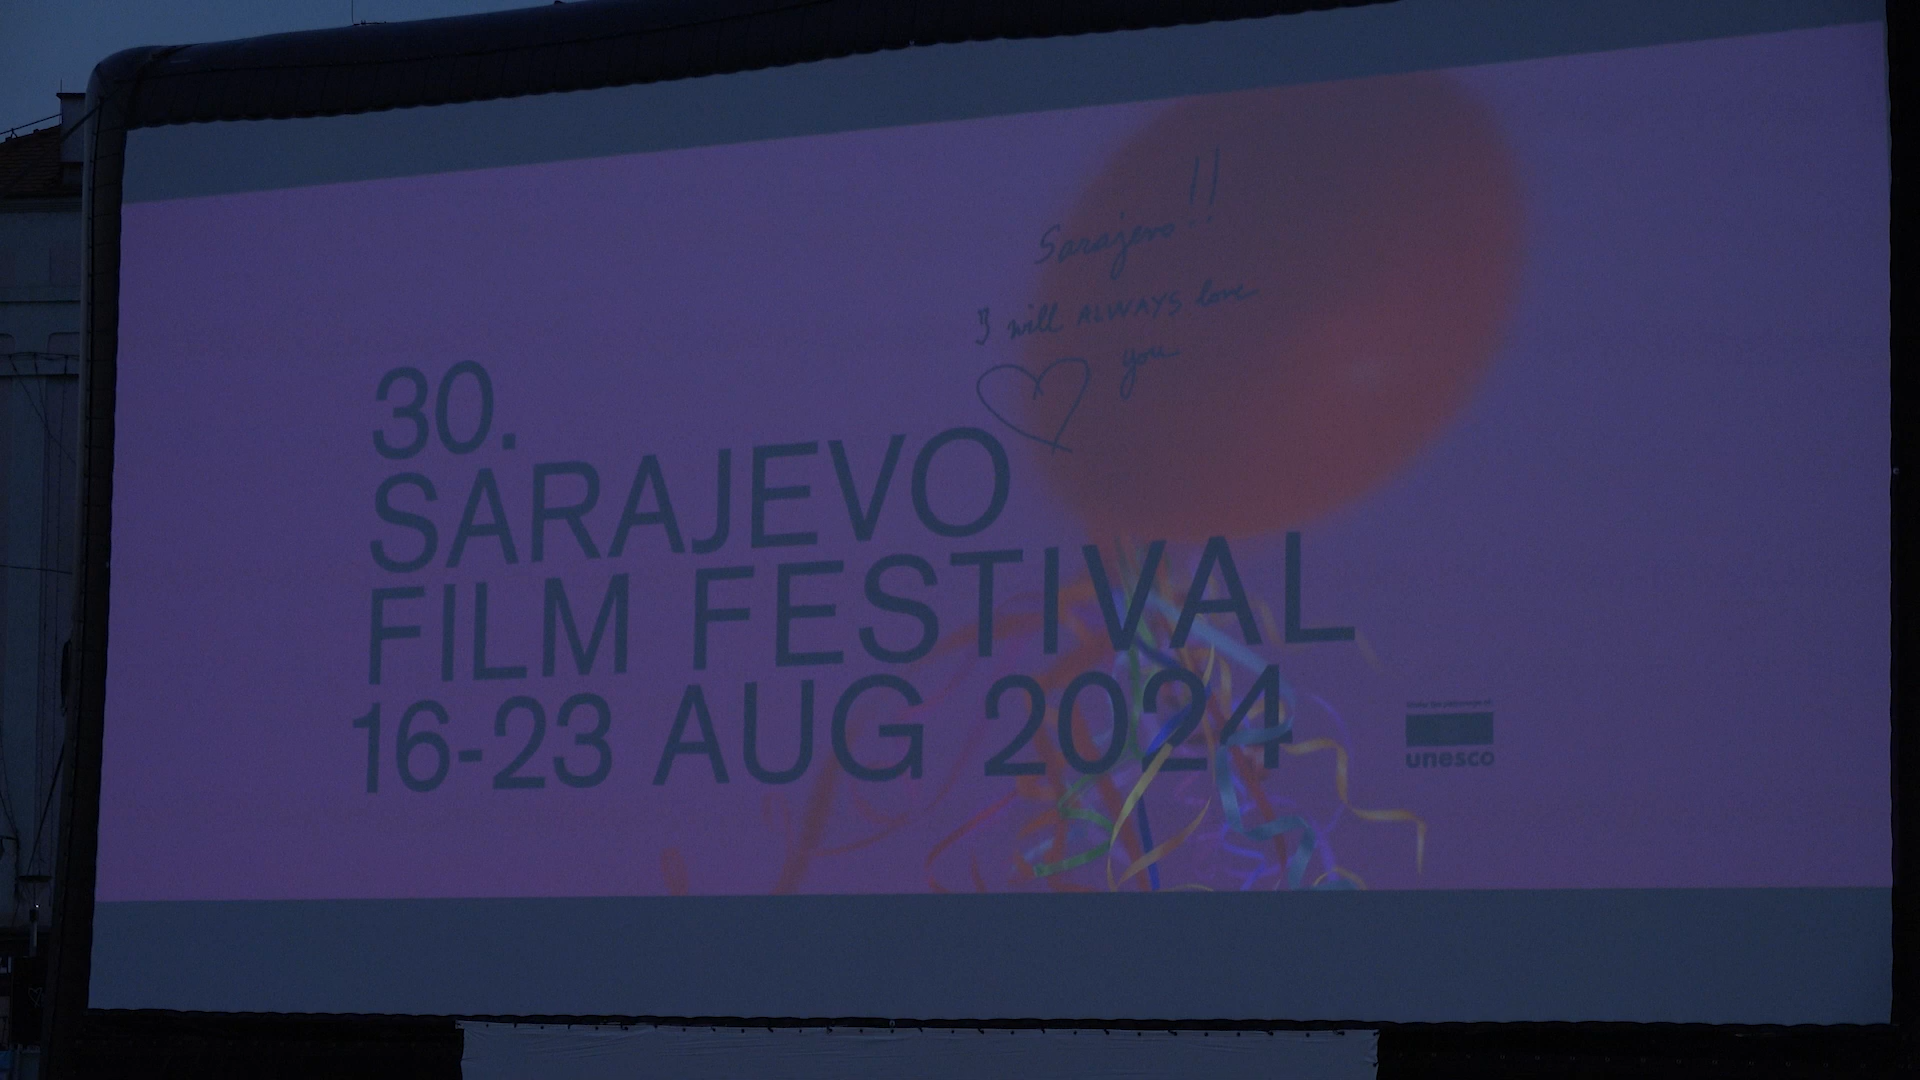 Sarajevo!!
I will ALWAYS love
you
30.
SARAJEVO
FILM FESTIVAL
16-23 AUG 2024
unesco